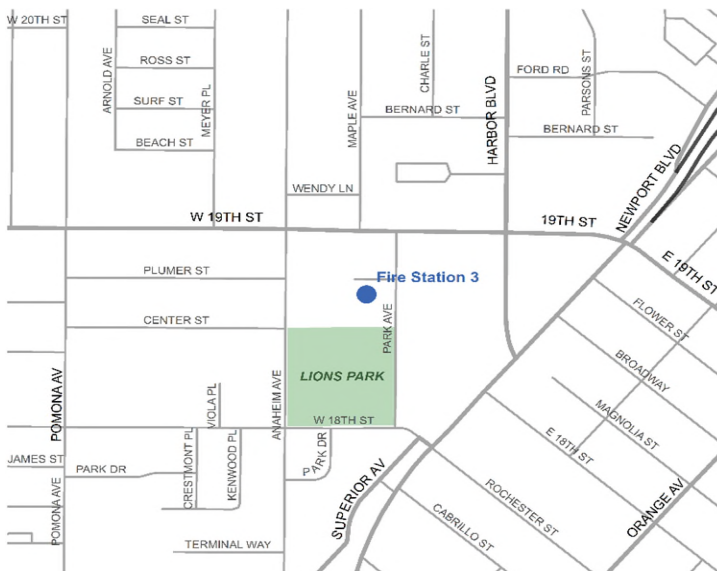 W 20TH ST
SEAL ST
ROSS ST
SURF ST
BEACH ST
ARNOLD AVE
MEYER PL
MAPLE AVE
CHARLE ST
BERNARD ST
HARBOR BLVD
FORD RD
PARSONS ST
BERNARD ST
NEWPORT BLVD
WENDY LN
W 19TH ST
19TH ST
E 19TH ST
PLUMER ST
Fire Station 3
CENTER ST
PARK AVE
FLOWER ST
BROADWAY
LIONS PARK
POMONA AV
ANAHEIM AVE
VIOLA PL
W 18TH ST
MAGNOLIA ST
E 18TH ST
JAMES ST
PARK DR
CRESTMONT PL
KENWOOD PL
PARK DR
SUPERIOR AV
ROCHESTER ST
CABRILLO ST
ORANGE AV
POMONA AVE
TERMINAL WAY